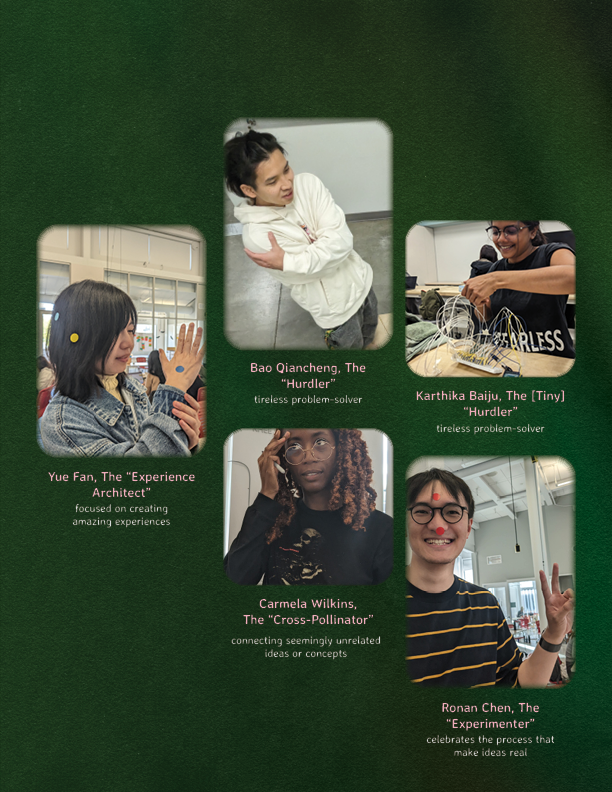 Bao Qiancheng, The
“Hurdler”
tireless problem-solver
EARLESS
Karthika Baiju, The [Tiny]
“Hurdler”
tireless problem-solver
Yue Fan, The “Experience
Architect”
focused on creating
amazing experiences
Carmela Wilkins,
The “Cross-Pollinator”
connecting seemingly unrelated
ideas or concepts
Ronan Chen, The
“Experimenter”
celebrates the process that
make ideas real